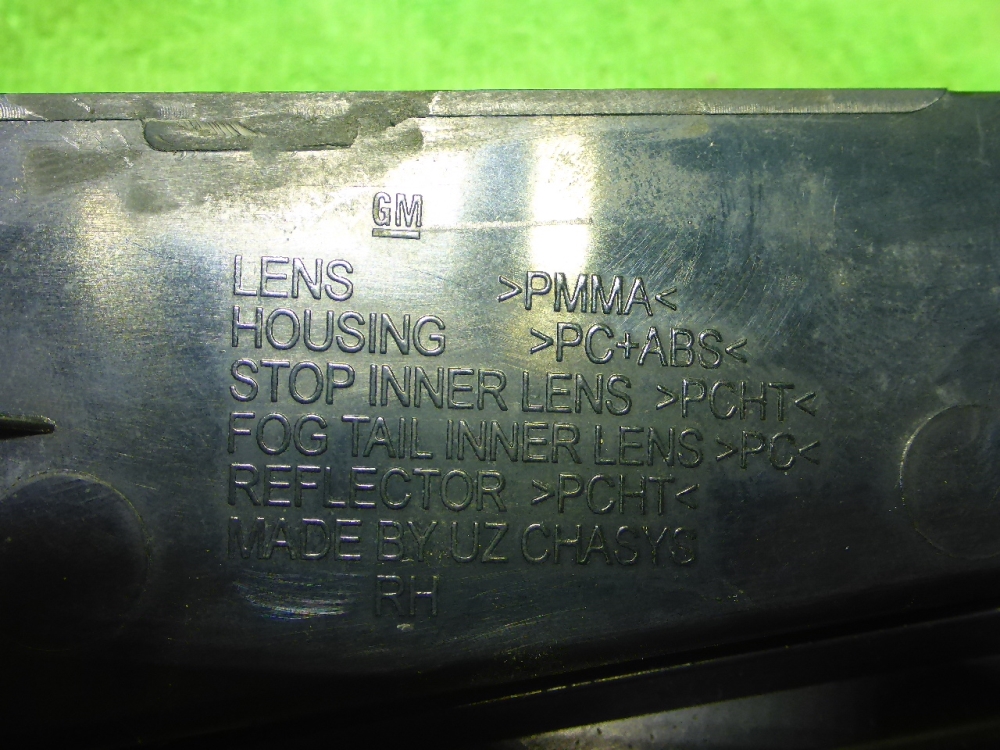 GM
LENS >PMMA<
HOUSING >PC+ABS<
STOP INNER LENS >PCHT<
FOG TAIL INNER LENS >PC<
REFLECTOR >PCHT<
MADE BY UZ CHASYS
RH